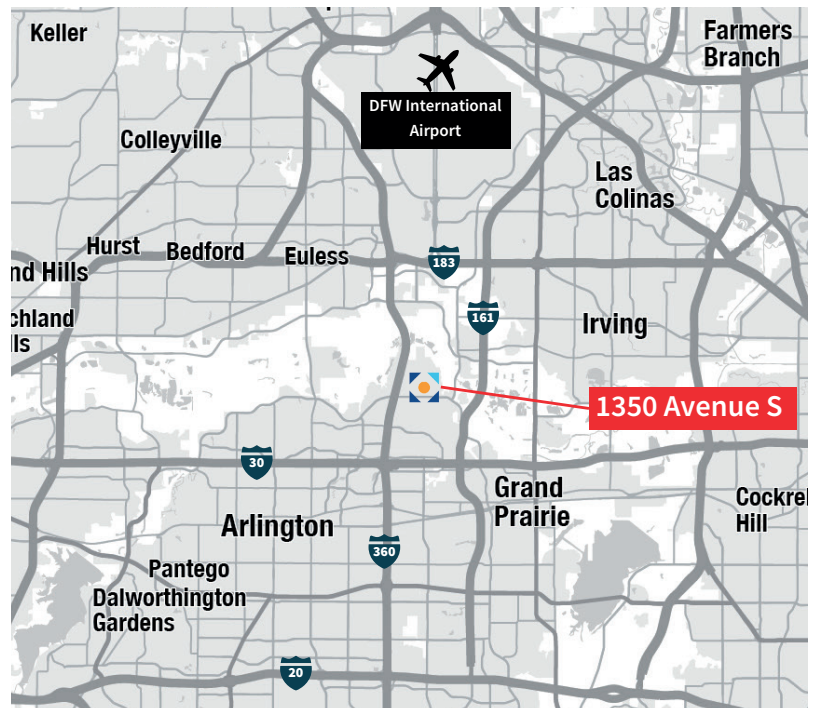 Keller
Farmers
Branch
DFW International
Airport
Colleyville
Las
Colinas
Hurst
Bedford
Euless
nd Hills
183
chland
lls
161
Irving
1350 Avenue S
30
Grand
Prairie
Cockrel
Hill
Arlington
360
Pantego
Dalworthington
Gardens
20